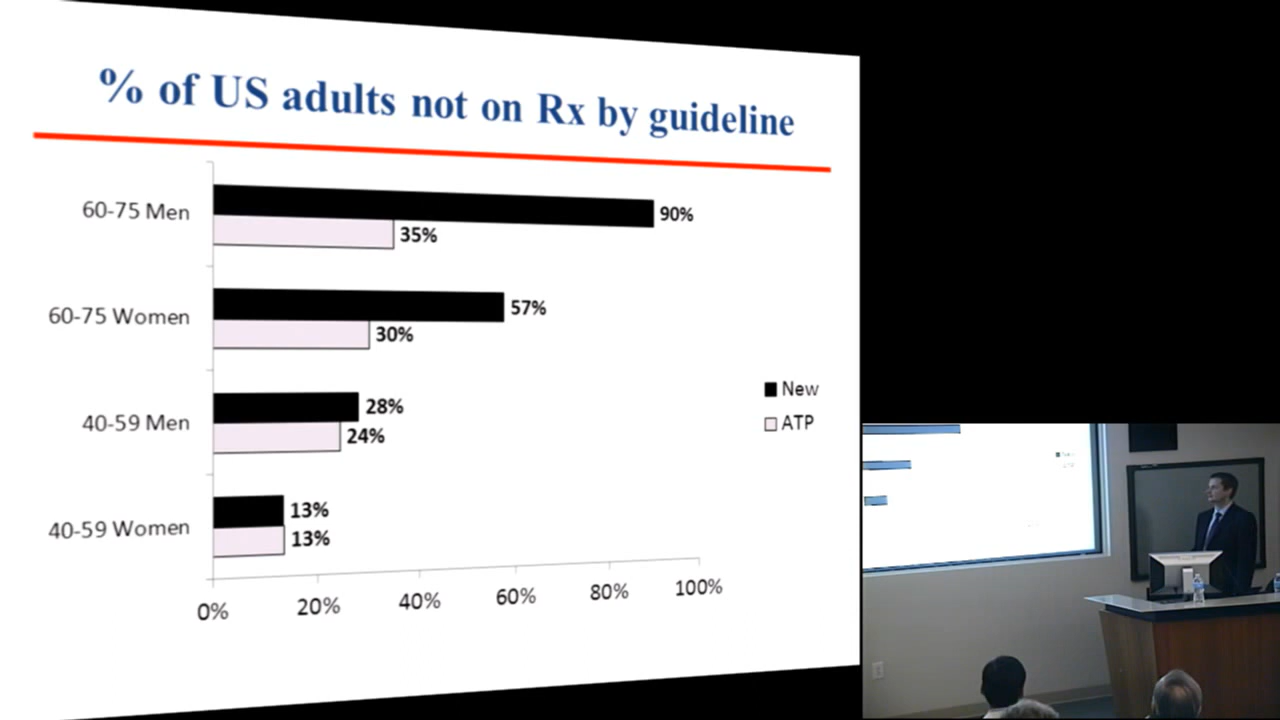 % of US adults not on Rx by guideline
60-75 Men
90%
35%
60-75 Women
57%
30%
40-59 Men
28%
24%
40-59 Women
13%
13%
New
ATP
0% 20% 40% 60% 80% 100%